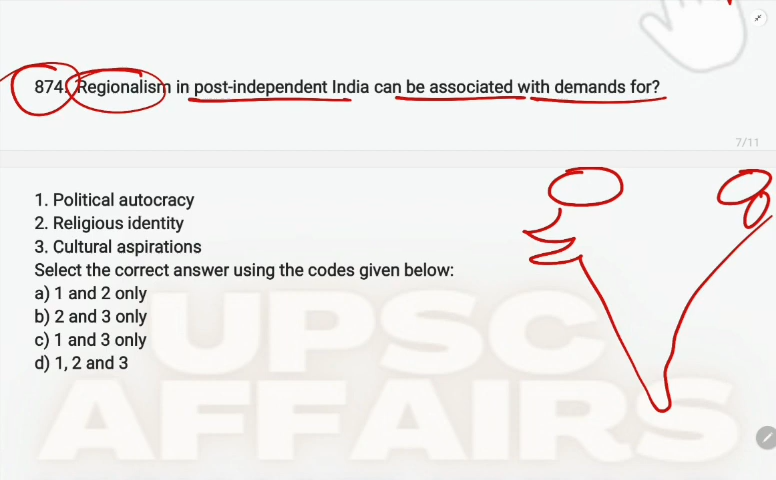 874. Regionalism in post-independent India can be associated with demands for?
7/11
1. Political autocracy
2. Religious identity
3. Cultural aspirations
Select the correct answer using the codes given below:
a) 1 and 2 only
b) 2 and 3 only
c) 1 and 3 only
d) 1, 2 and 3
UPSC
AFFAIRS